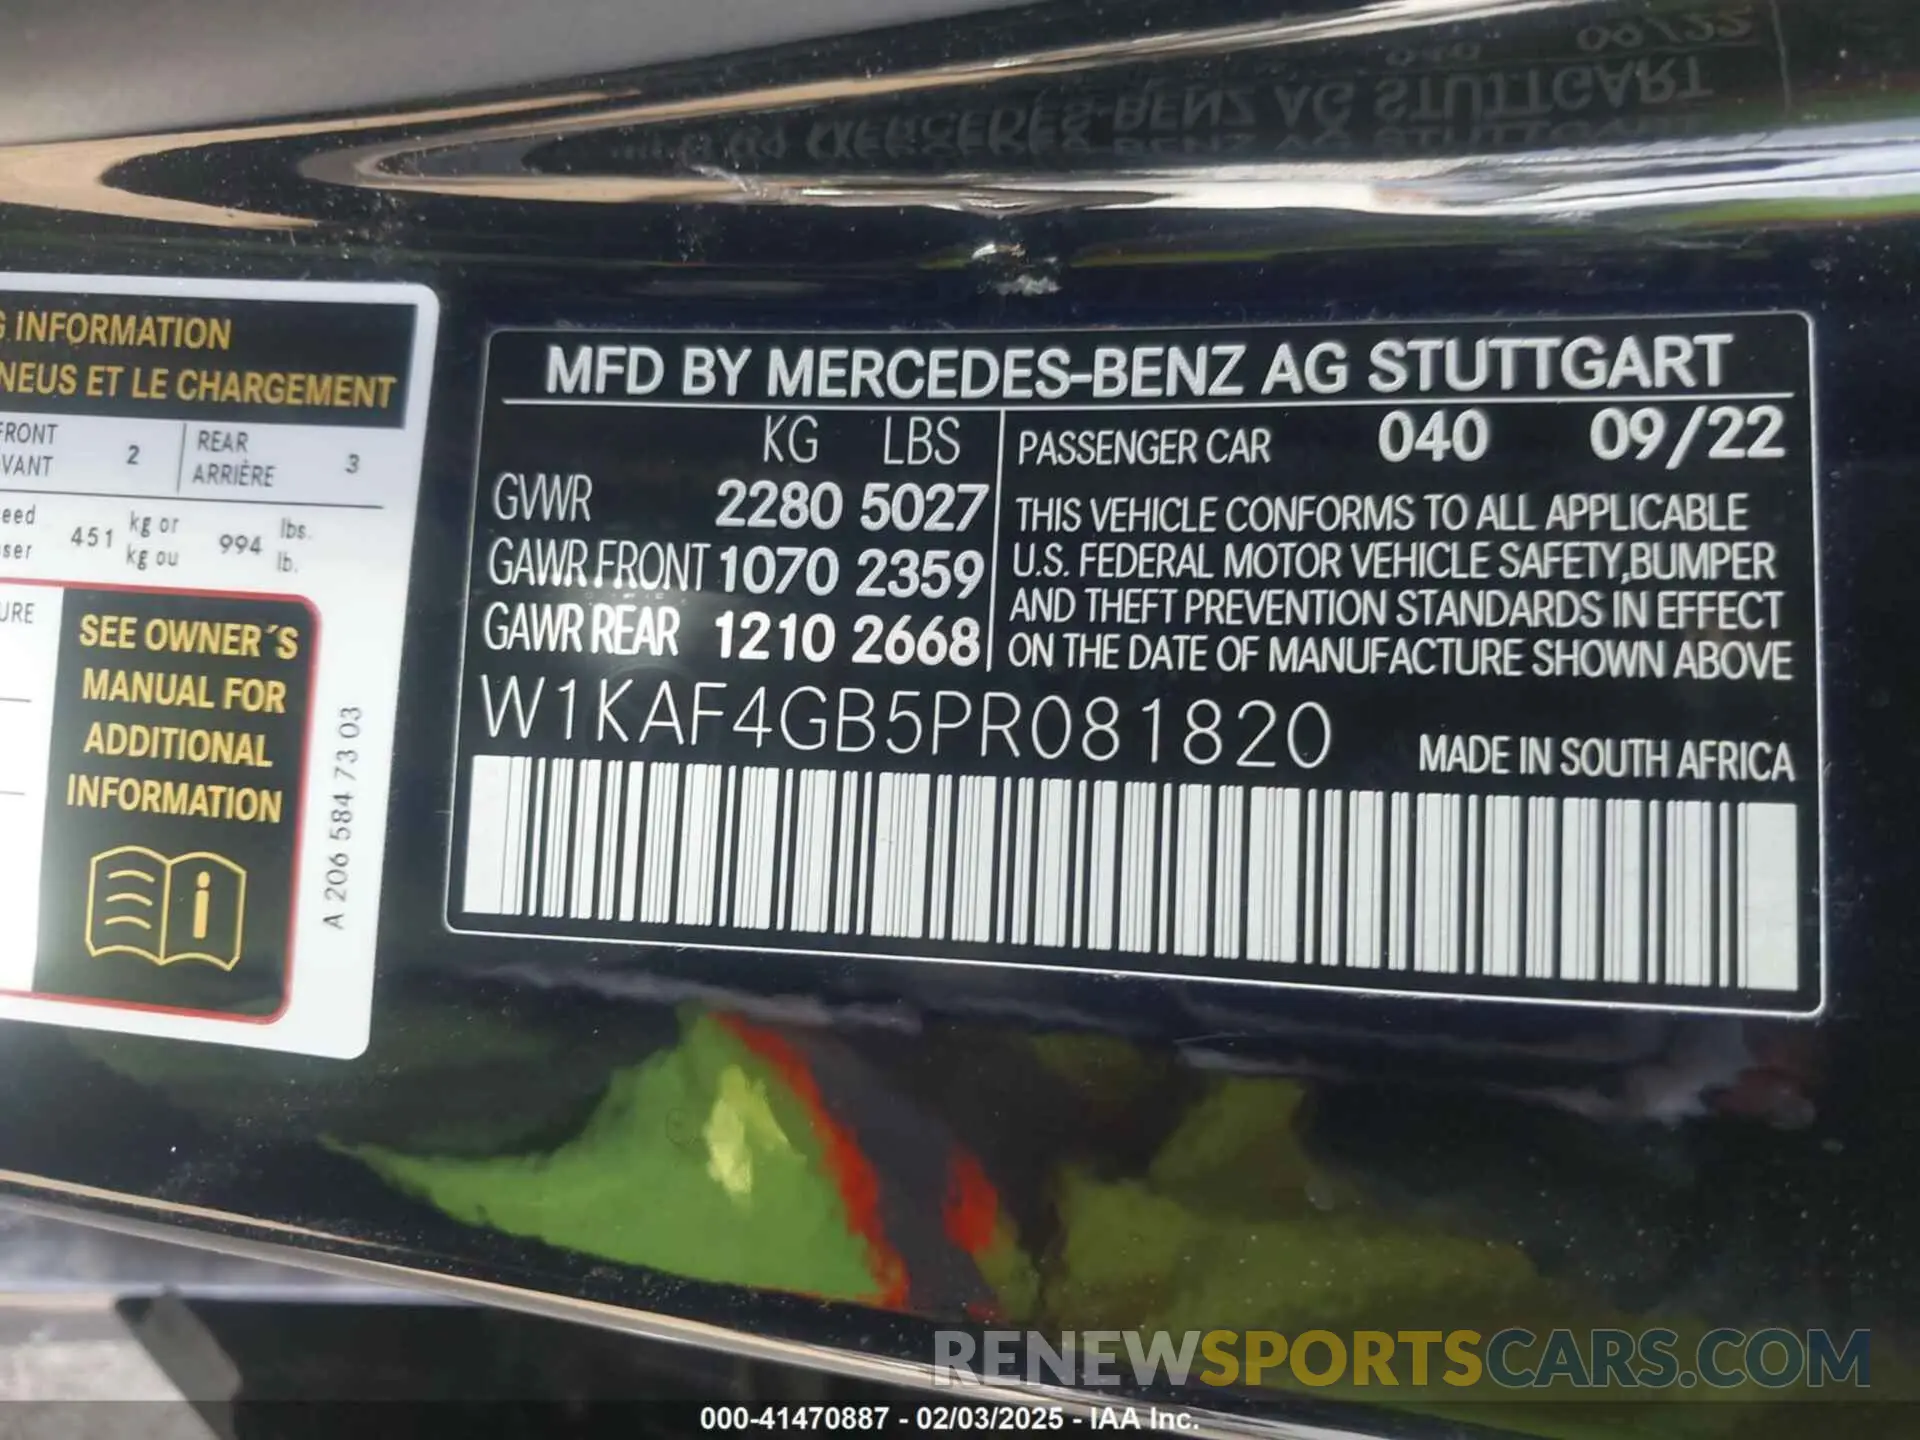 G INFORMATION
NEUS ET LE CHARGEMENT
FRONT 2 REAR 3
VANT ARRIÈRE
eed 451 kg or 994 lbs.
ser kg ou lb.
URE
SEE OWNER´S
MANUAL FOR
ADDITIONAL
INFORMATION
A 206 584 73 03
MFD BY MERCEDES-BENZ AG STUTTGART
KG LBS
GVWR 2280 5027
GAWR FRONT 1070 2359
GAWR REAR 1210 2668
PASSENGER CAR 040 09/22
THIS VEHICLE CONFORMS TO ALL APPLICABLE
U.S. FEDERAL MOTOR VEHICLE SAFETY,BUMPER
AND THEFT PREVENTION STANDARDS IN EFFECT
ON THE DATE OF MANUFACTURE SHOWN ABOVE
W1KAF4GB5PR081820
MADE IN SOUTH AFRICA
RENEWSPORTSCARS.COM
000-41470887 - 02/03/2025 - IAA Inc.